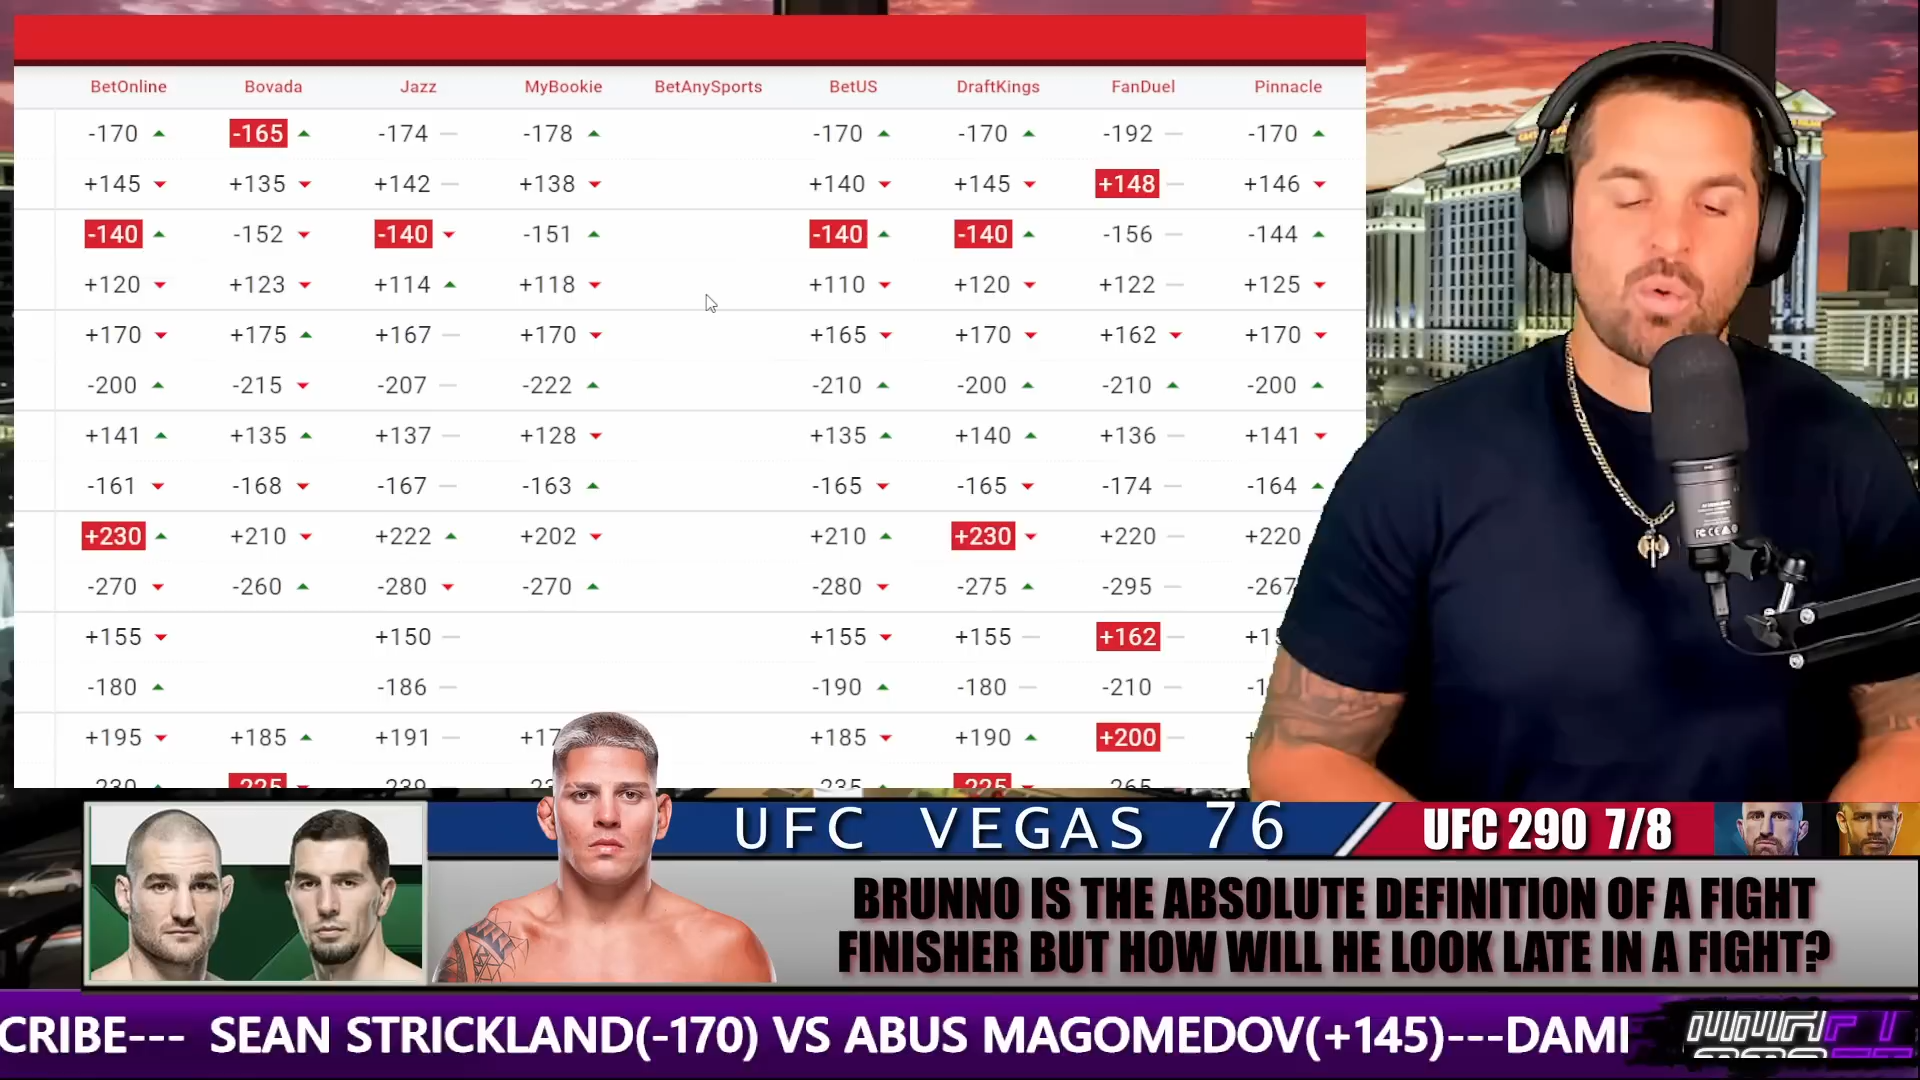 BetOnline Bovada Jazz MyBookie BetAnySports BetUS DraftKings FanDuel Pinnacle
-170 -165 -174 -178 -170 -170 -192 -170
+145 +135 +142 +138 +140 +145 +148 +146
-140 -152 -140 -151 -140 -140 -156 -144
+120 +123 +114 +118 +110 +120 +122 +125
+170 +175 +167 +170 +165 +170 +162 +170
-200 -215 -207 -222 -210 -200 -210 -200
+141 +135 +137 +128 +135 +140 +136 +141
-161 -168 -167 -163 -165 -165 -174 -164
+230 +210 +222 +202 +210 +230 +220 +220
-270 -260 -280 -270 -280 -275 -295 -267
+155 +150 +155 +155 +162
-180 -186 -190 -180 -210
+195 +185 +191 +185 +190 +200
UFC VEGAS 76
UFC 290 7/8
BRUNNO IS THE ABSOLUTE DEFINITION OF A FIGHT
FINISHER BUT HOW WILL HE LOOK LATE IN A FIGHT?
CRIBE--- SEAN STRICKLAND(-170) VS ABUS MAGOMEDOV(+145)---DAMI